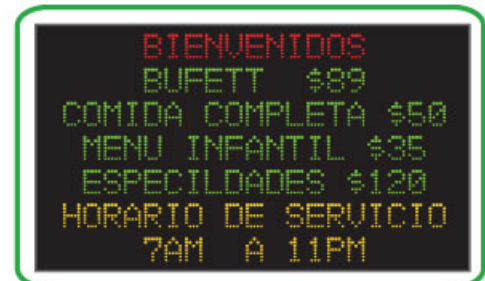 BIENVENIDOS
BUFETT $89
COMIDA COMPLETA $50
MENU INFANTIL $35
ESPECILDADES $120
HORARIO DE SERVICIO
7AM A 11PM